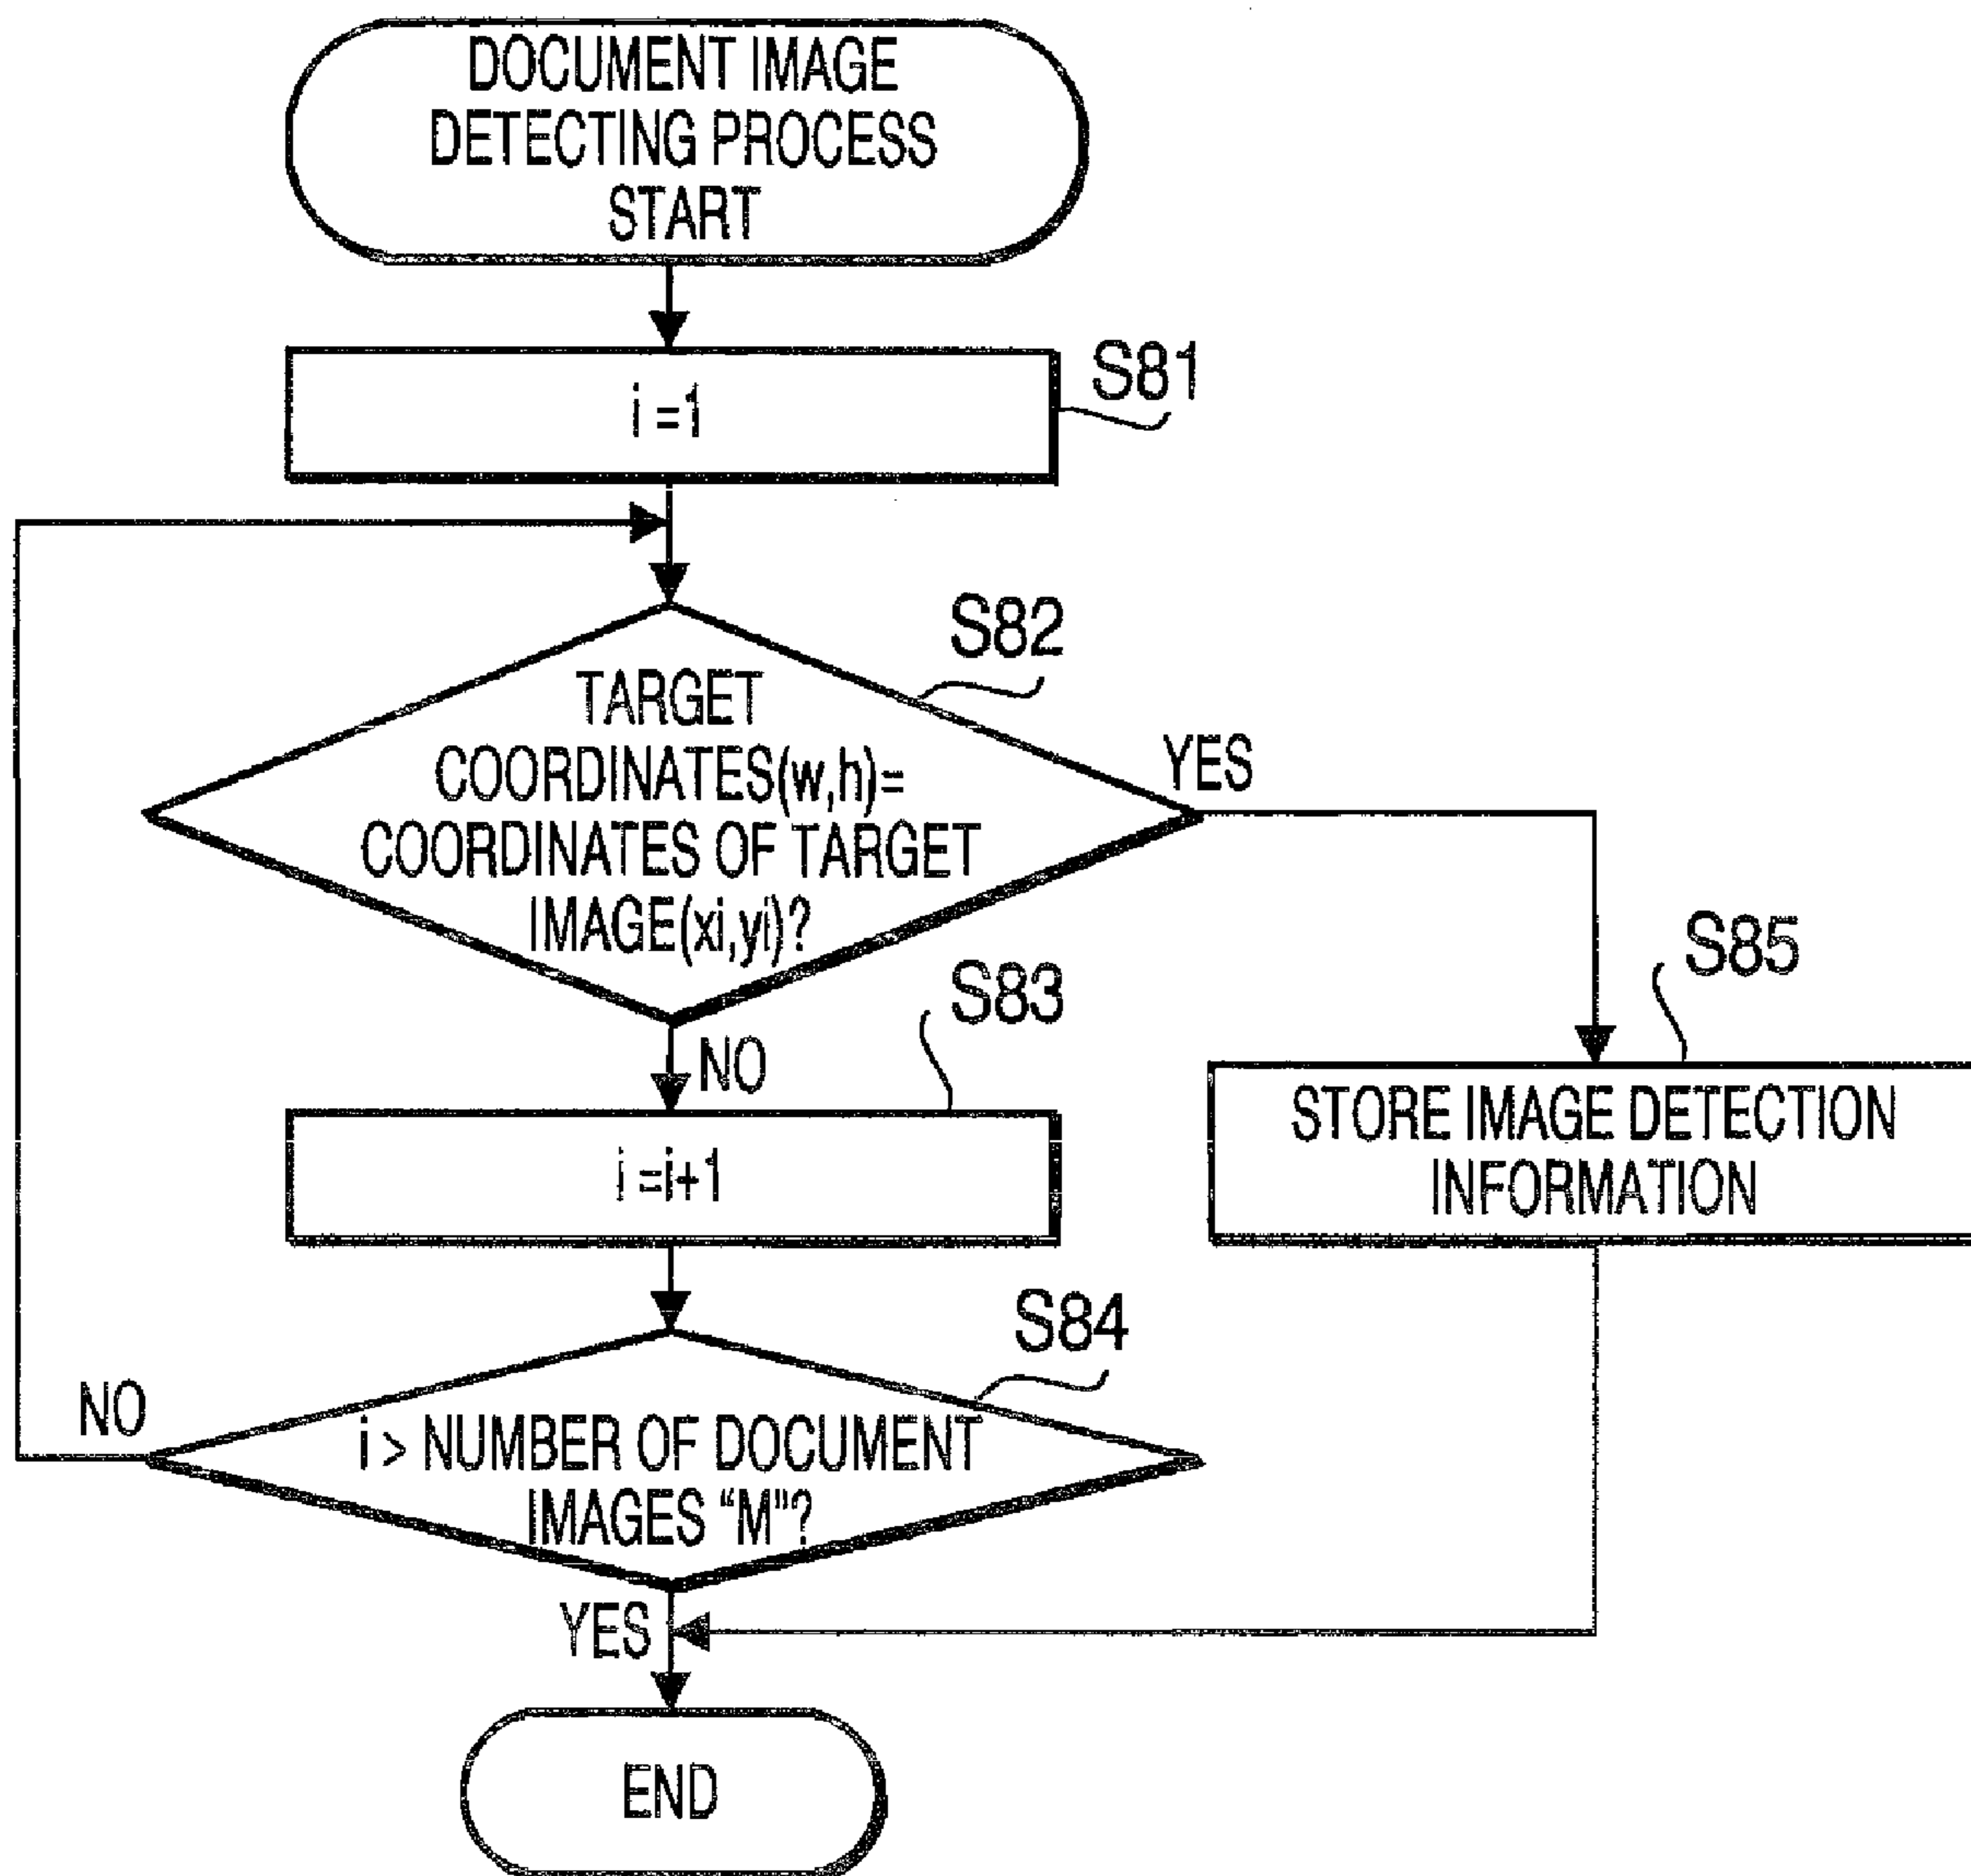 DOCUMENT IMAGE
DETECTING PROCESS
START
S81
i =1
S82
TARGET
COORDINATES(w,h)=
COORDINATES OF TARGET
IMAGE(xi,yi)?
YES
NO
S83
i =i+1
S85
STORE IMAGE DETECTION
INFORMATION
S84
i > NUMBER OF DOCUMENT
IMAGES “M”?
NO
YES
END